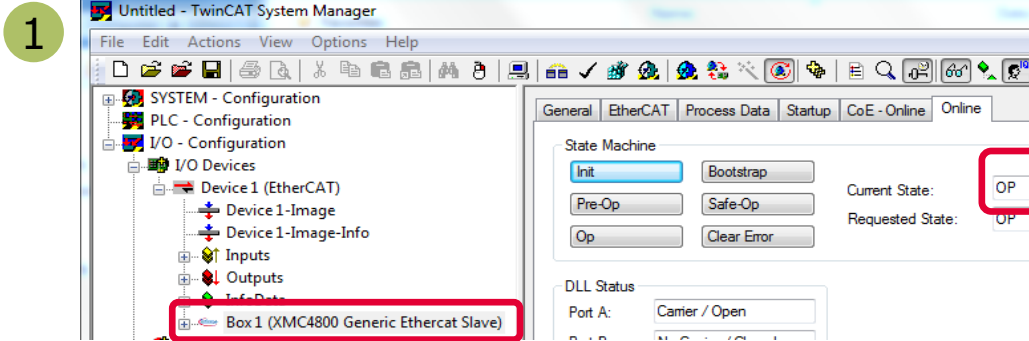 1
Untitled - TwinCAT System Manager
File Edit Actions View Options Help
SYSTEM - Configuration
PLC - Configuration
I/O - Configuration
I/O Devices
Device 1 (EtherCAT)
Device 1-Image
Device 1-Image-Info
Inputs
Outputs
InfoData
Box 1 (XMC4800 Generic Ethercat Slave)
General EtherCAT Process Data Startup CoE - Online Online
State Machine
Init Bootstrap
Pre-Op Safe-Op
Op Clear Error
Current State: OP
Requested State: OP
DLL Status
Port A: Carrier / Open